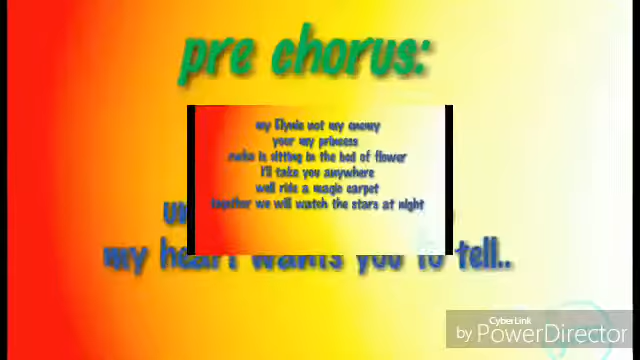 pre chorus:
my Elynie not my enemy
your my princess
who is sitting in the bed of flower
I'll take you anywhere
well ride a magic carpet
together we will watch the stars at night
my heart wants you to tell..
CyberLink
by PowerDirector